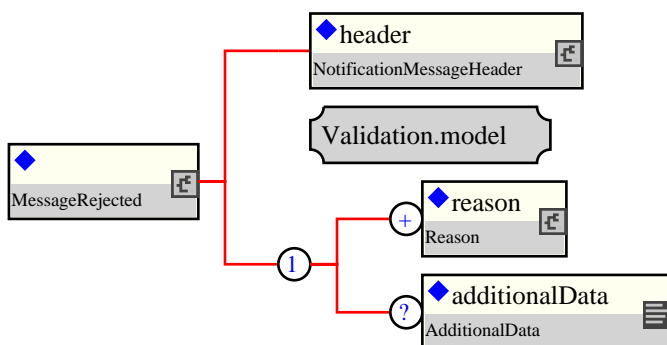 header
NotificationMessageHeader
Validation.model
MessageRejected
reason
+
Reason
1
additionalData
?
AdditionalData